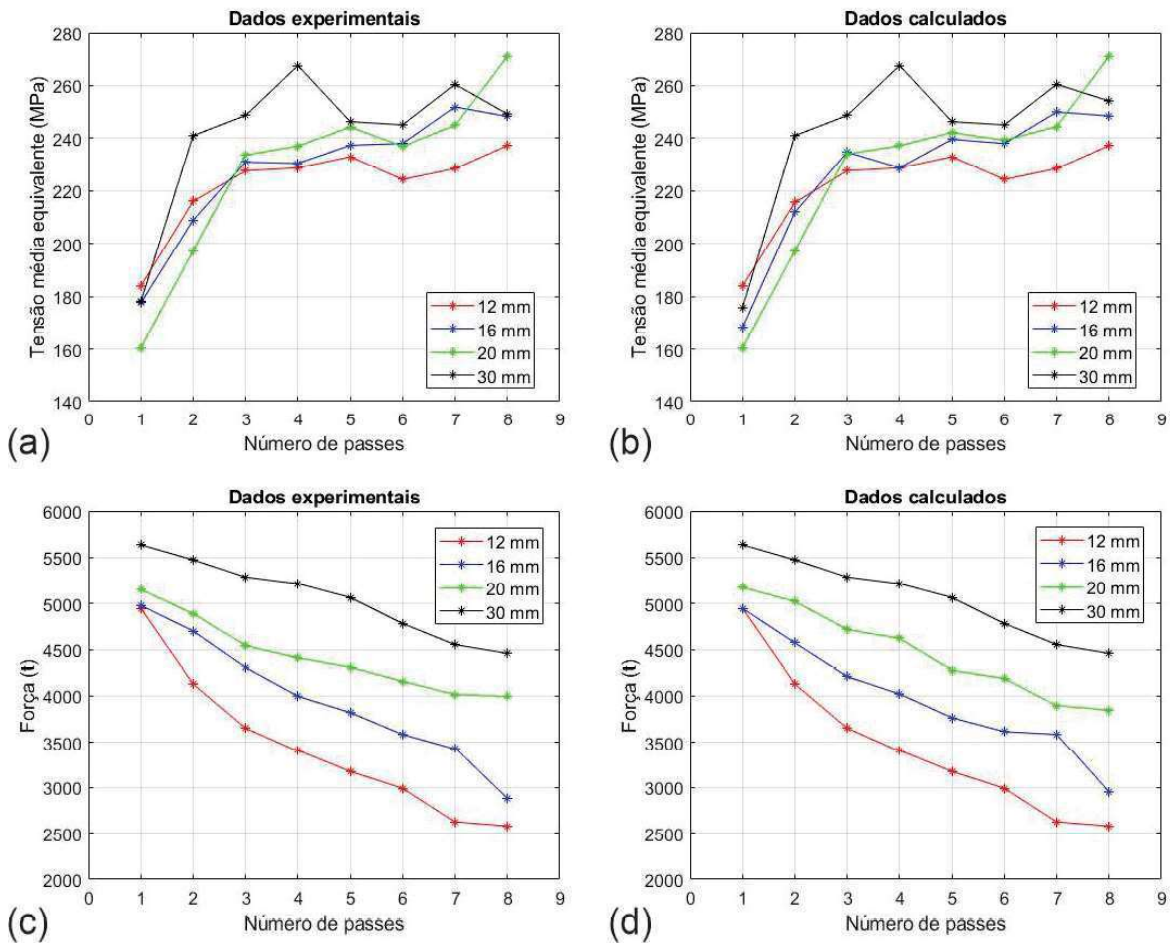 Dados experimentais
Tensão média equivalente (MPa)
280
260
240
220
200
180
160
140
0
1
2
3
4
5
6
7
8
9
12 mm
16 mm
20 mm
30 mm
Número de passes
(a)
Dados calculados
Tensão média equivalente (MPa)
280
260
240
220
200
180
160
140
0
1
2
3
4
5
6
7
8
9
12 mm
16 mm
20 mm
30 mm
Número de passes
(b)
Dados experimentais
Força (t)
6000
5500
5000
4500
4000
3500
3000
2500
2000
0
1
2
3
4
5
6
7
8
9
12 mm
16 mm
20 mm
30 mm
Número de passes
(c)
Dados calculados
Força (t)
6000
5500
5000
4500
4000
3500
3000
2500
2000
0
1
2
3
4
5
6
7
8
9
12 mm
16 mm
20 mm
30 mm
Número de passes
(d)